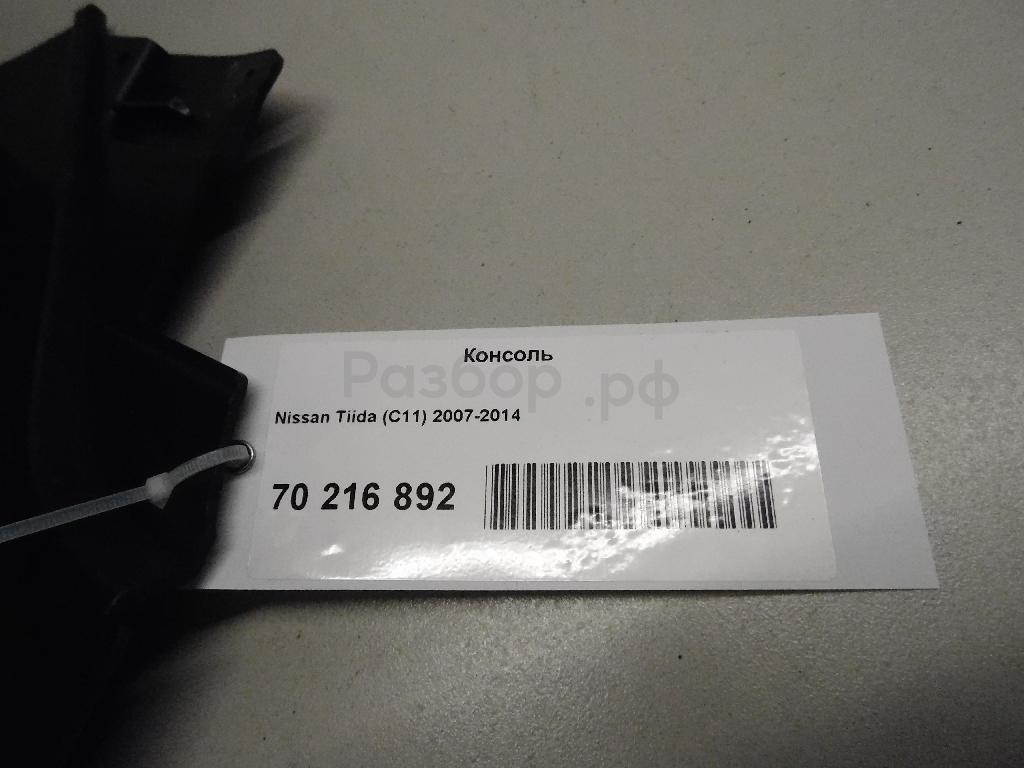 Консоль
Разбор.рф
Nissan Tiida (C11) 2007-2014
70 216 892